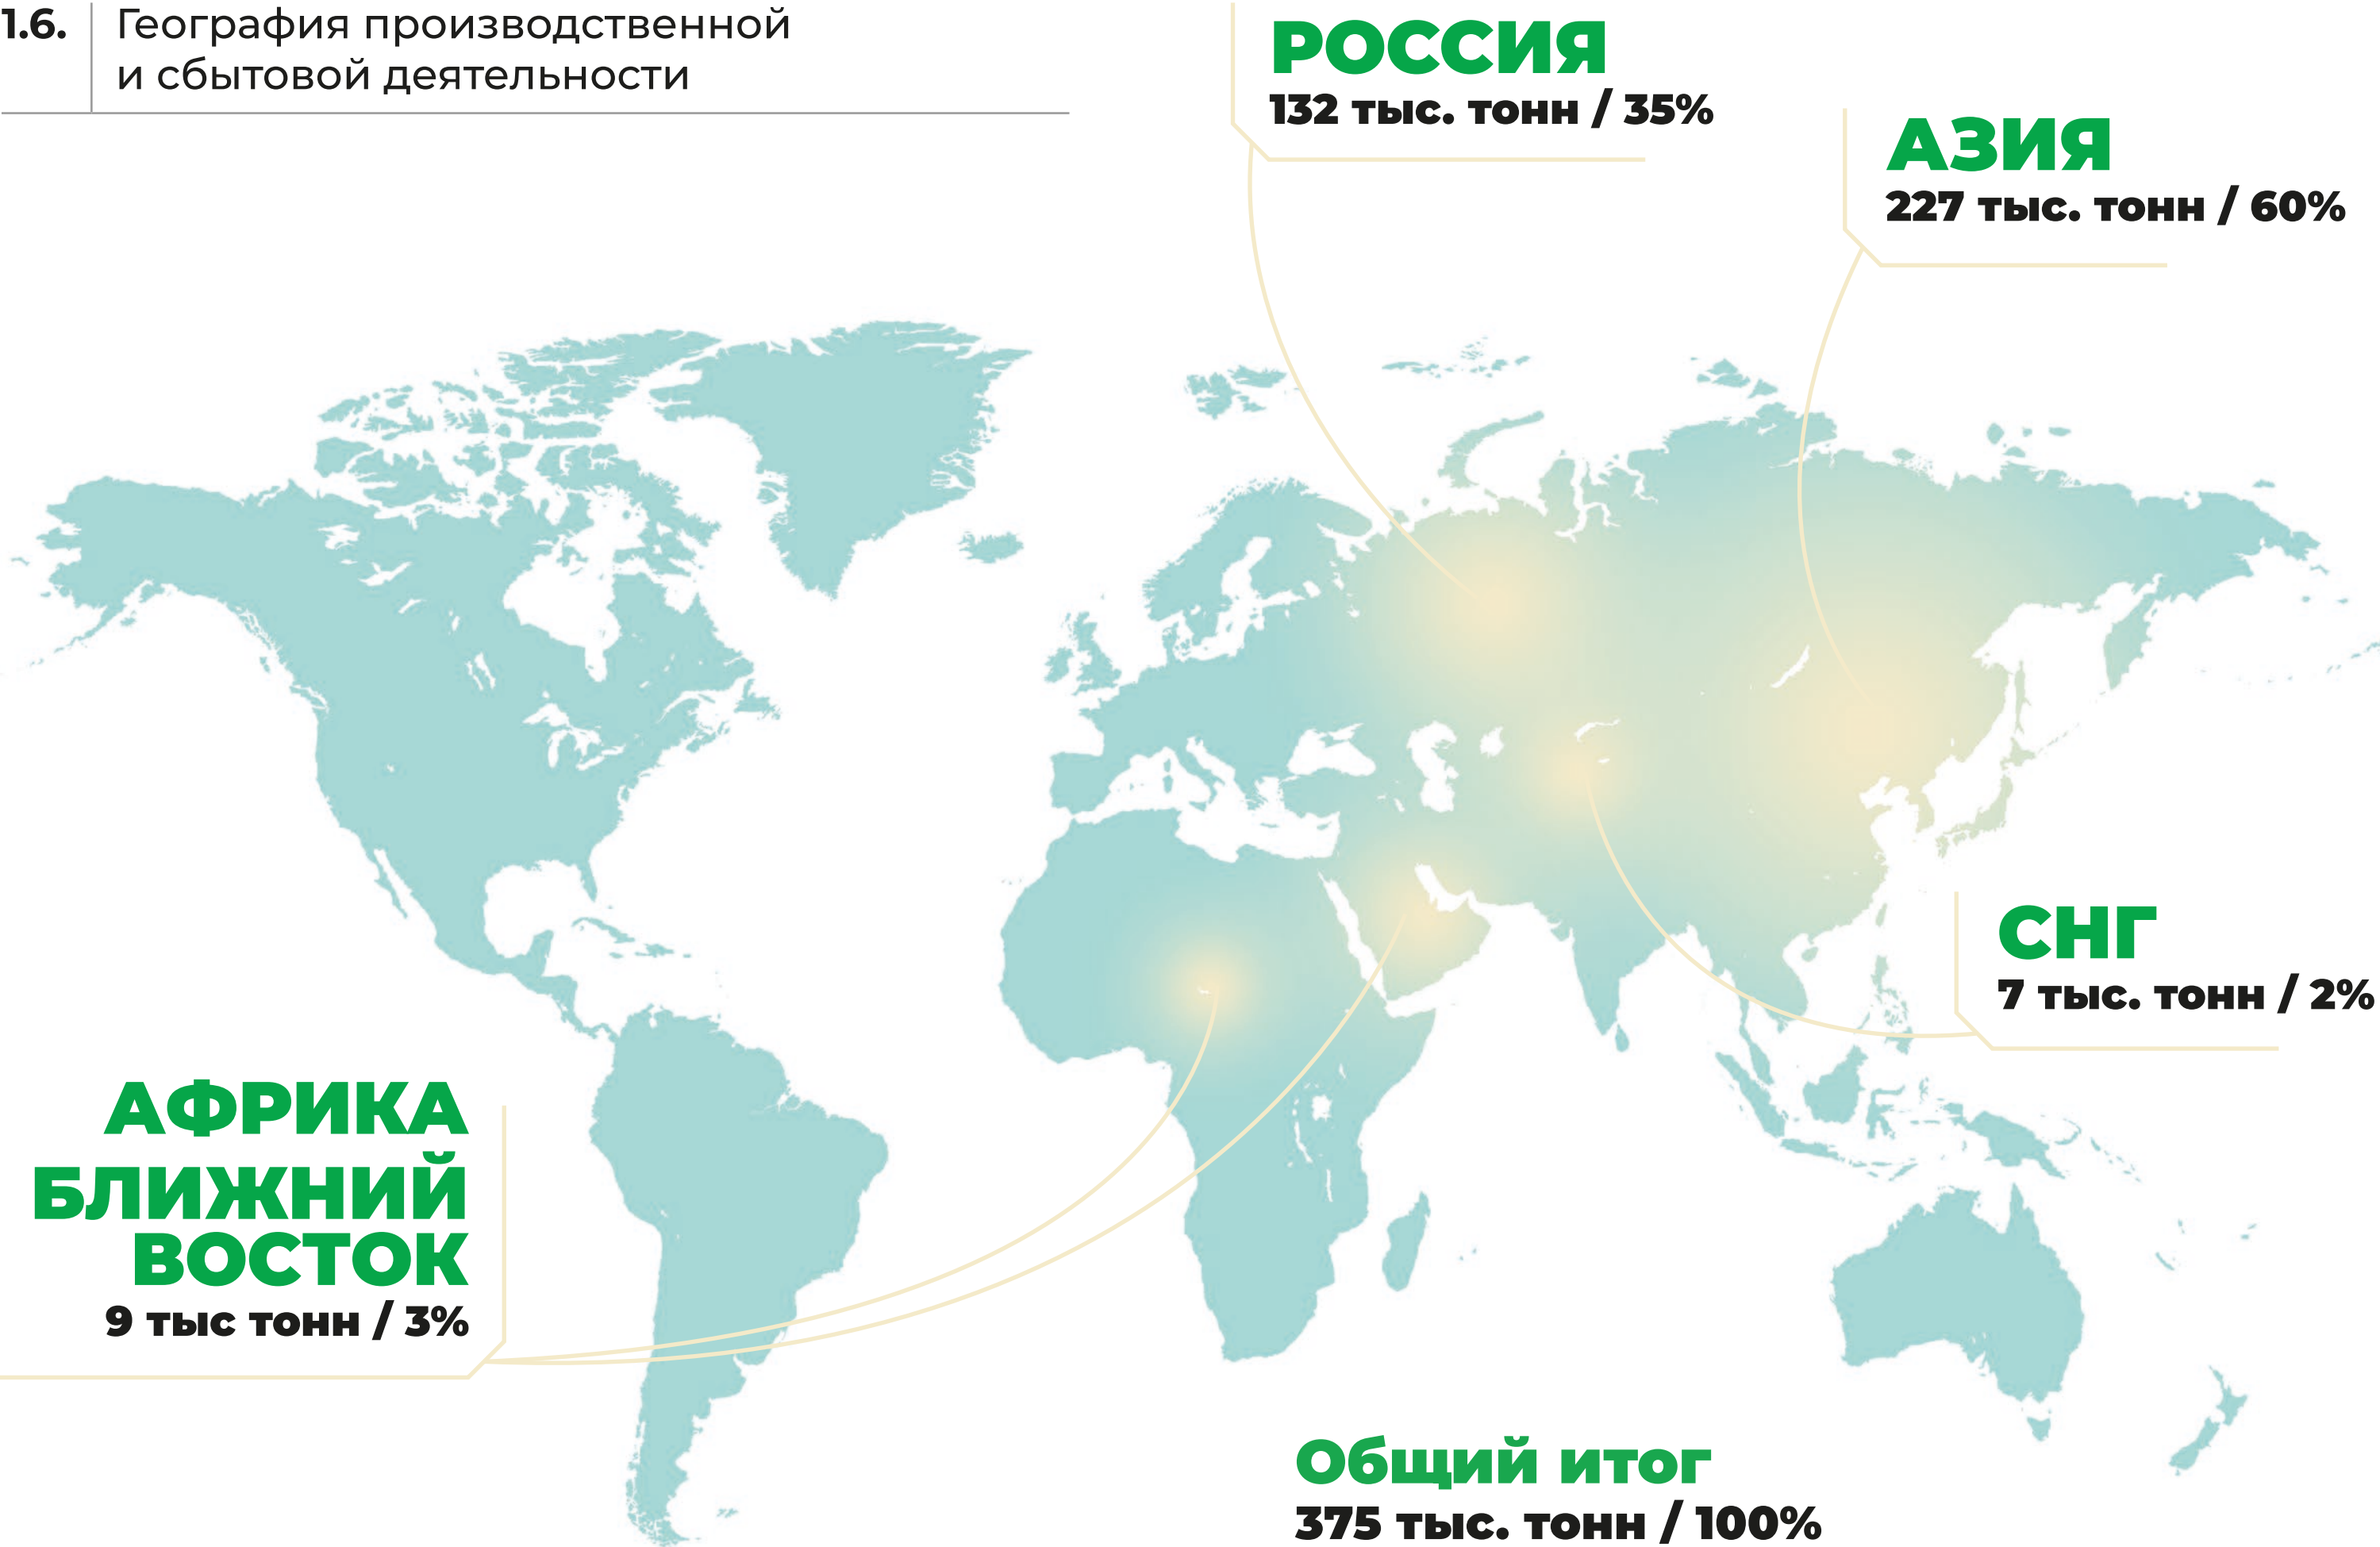 1.6.
География производственной
и сбытовой деятельности
РОССИЯ
132 тыс. тонн / 35%
АЗИЯ
227 тыс. тонн / 60%
СНГ
7 тыс. тонн / 2%
АФРИКА
БЛИЖНИЙ
ВОСТОК
9 тыс тонн / 3%
Общий итог
375 тыс. тонн / 100%